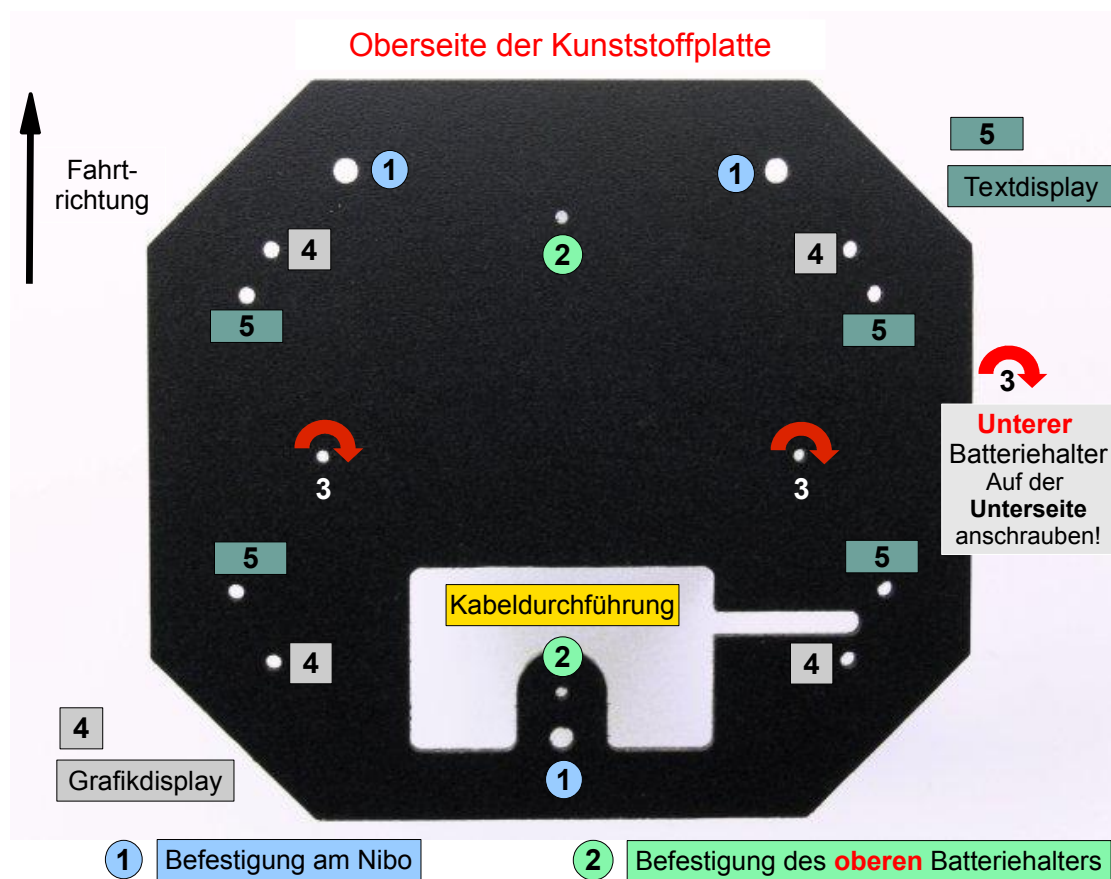 Oberseite der Kunststoffplatte
Fahrt-
richtung
5
Textdisplay
1
1
2
4
4
5
5
3
3
3
Unterer
Batteriehalter
Auf der
Unterseite
anschrauben!
5
5
Kabeldurchführung
2
4
4
4
Grafikdisplay
1
1 Befestigung am Nibo
2 Befestigung des oberen Batteriehalters